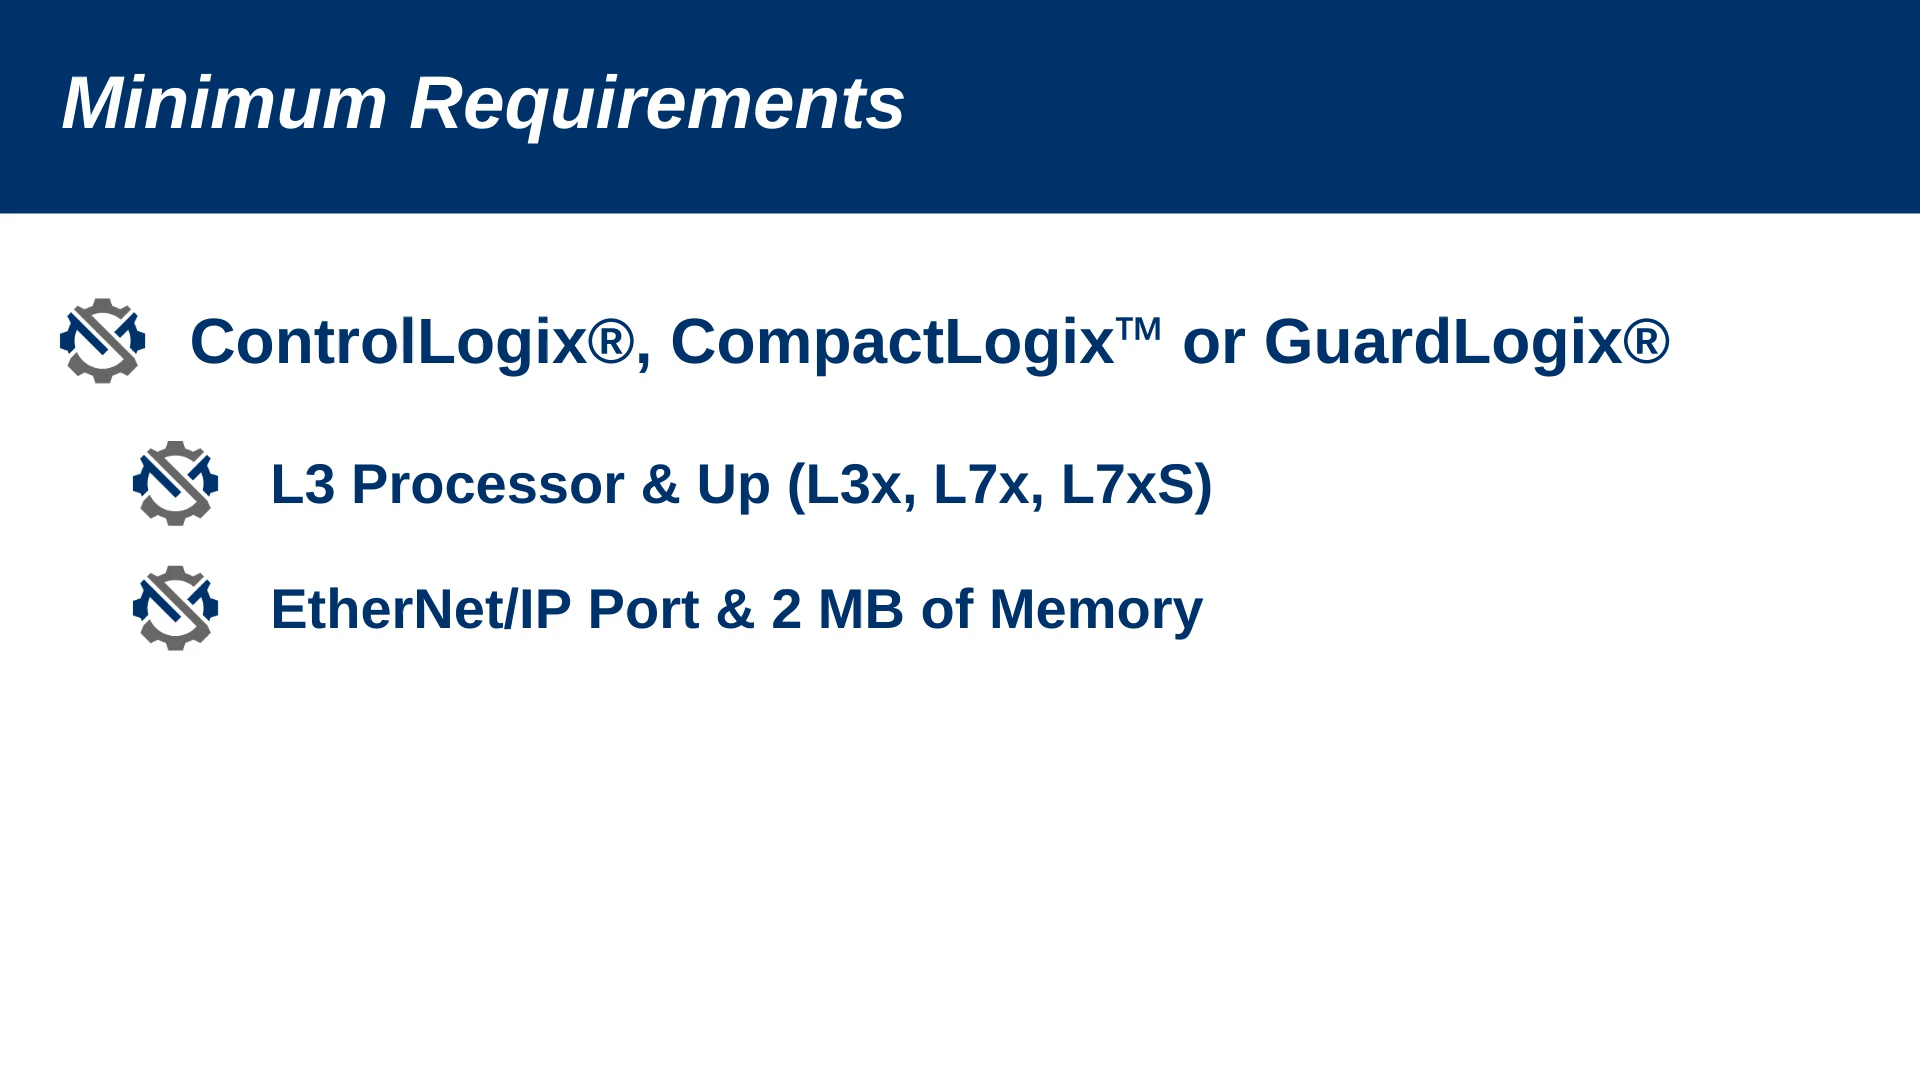 Minimum Requirements
ControlLogix®, CompactLogix™ or GuardLogix®
L3 Processor & Up (L3x, L7x, L7xS)
EtherNet/IP Port & 2 MB of Memory